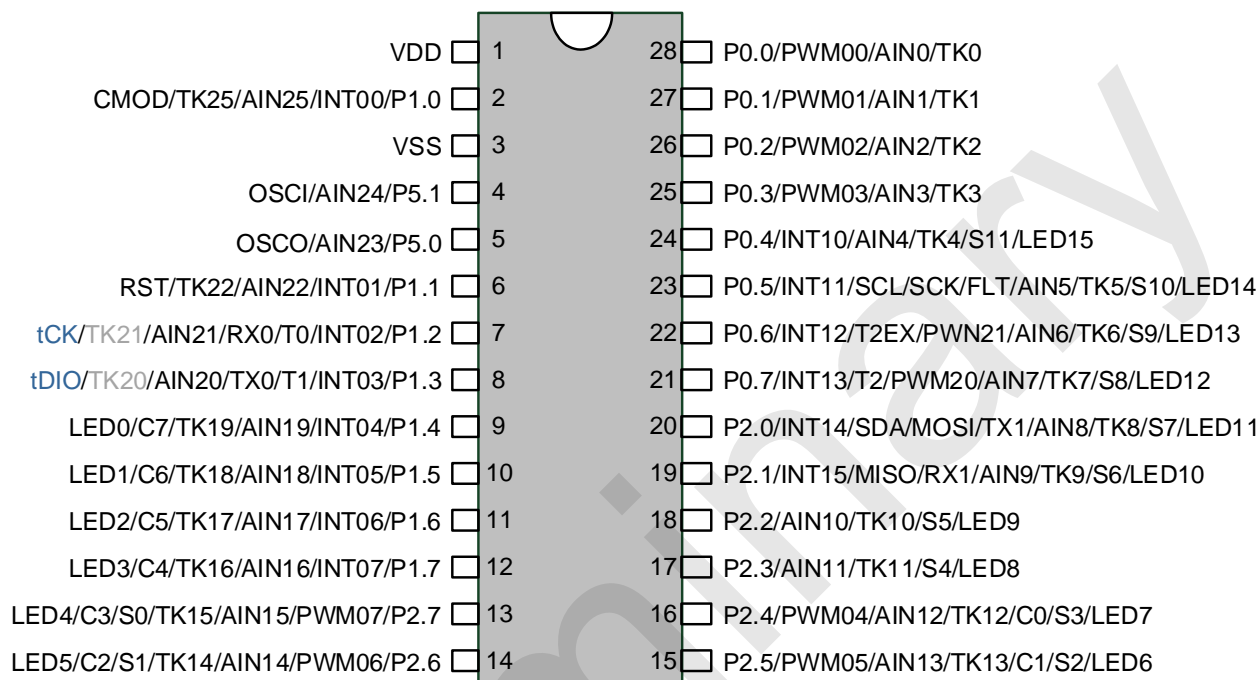 VDD 1 28 P0.0/PWM00/AIN0/TK0
CMOD/TK25/AIN25/INT00/P1.0 2 27 P0.1/PWM01/AIN1/TK1
VSS 3 26 P0.2/PWM02/AIN2/TK2
OSCI/AIN24/P5.1 4 25 P0.3/PWM03/AIN3/TK3
OSCO/AIN23/P5.0 5 24 P0.4/INT10/AIN4/TK4/S11/LED15
RST/TK22/AIN22/INT01/P1.1 6 23 P0.5/INT11/SCL/SCK/FLT/AIN5/TK5/S10/LED14
tCK/TK21/AIN21/RX0/T0/INT02/P1.2 7 22 P0.6/INT12/T2EX/PWN21/AIN6/TK6/S9/LED13
tDIO/TK20/AIN20/TX0/T1/INT03/P1.3 8 21 P0.7/INT13/T2/PWM20/AIN7/TK7/S8/LED12
LED0/C7/TK19/AIN19/INT04/P1.4 9 20 P2.0/INT14/SDA/MOSI/TX1/AIN8/TK8/S7/LED11
LED1/C6/TK18/AIN18/INT05/P1.5 10 19 P2.1/INT15/MISO/RX1/AIN9/TK9/S6/LED10
LED2/C5/TK17/AIN17/INT06/P1.6 11 18 P2.2/AIN10/TK10/S5/LED9
LED3/C4/TK16/AIN16/INT07/P1.7 12 17 P2.3/AIN11/TK11/S4/LED8
LED4/C3/S0/TK15/AIN15/PWM07/P2.7 13 16 P2.4/PWM04/AIN12/TK12/C0/S3/LED7
LED5/C2/S1/TK14/AIN14/PWM06/P2.6 14 15 P2.5/PWM05/AIN13/TK13/C1/S2/LED6
minary